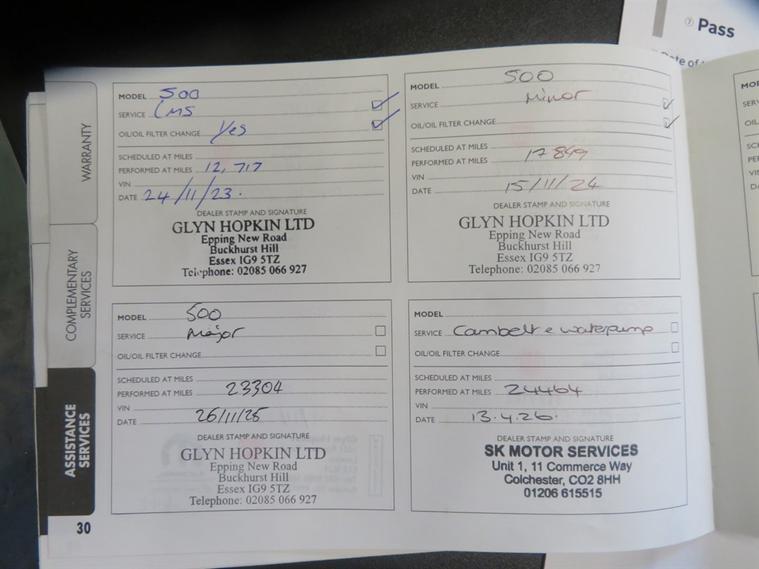 Pass
WARRANTY
COMPLEMENTARY
SERVICES
ASSISTANCE
SERVICES
30
MODEL 500
SERVICE LMS
OIL/OIL FILTER CHANGE Yes
SCHEDULED AT MILES
PERFORMED AT MILES 12,717
VIN
DATE 24/11/23.
DEALER STAMP AND SIGNATURE
GLYN HOPKIN LTD
Epping New Road
Buckhurst Hill
Essex IG9 5TZ
Telephone: 02085 066 927
MODEL 500
SERVICE Minor
OIL/OIL FILTER CHANGE
SCHEDULED AT MILES
PERFORMED AT MILES 17849
VIN
DATE 15/11/24
DEALER STAMP AND SIGNATURE
GLYN HOPKIN LTD
Epping New Road
Buckhurst Hill
Essex IG9 5TZ
Telephone: 02085 066 927
MODEL 500
SERVICE Major
OIL/OIL FILTER CHANGE
SCHEDULED AT MILES
PERFORMED AT MILES 23304
VIN
DATE 26/11/25
DEALER STAMP AND SIGNATURE
GLYN HOPKIN LTD
Epping New Road
Buckhurst Hill
Essex IG9 5TZ
Telephone: 02085 066 927
MODEL
SERVICE Cambelt e waterpump
OIL/OIL FILTER CHANGE
SCHEDULED AT MILES
PERFORMED AT MILES 24464
VIN
DATE 13.4.26.
DEALER STAMP AND SIGNATURE
SK MOTOR SERVICES
Unit 1, 11 Commerce Way
Colchester, CO2 8HH
01206 615515